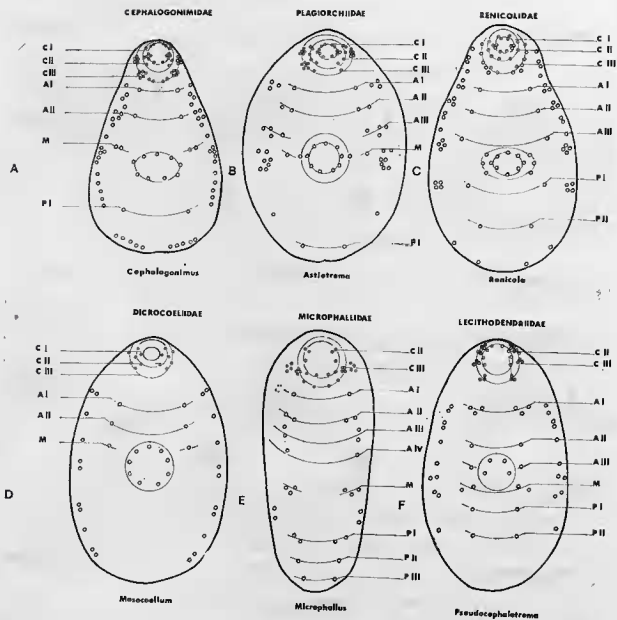 CEPHALOGONIMIDAE
C I
C II
C III
A I
A II
M
P I
A
Cephalogonimus
PLAGIORCHIIDAE
C I
C II
C III
A I
A II
A III
M
P I
B
Astiotrema
RENICOLIDAE
C I
C II
C III
A I
A II
A III
P I
P II
C
Renicola
DICROCOELIIDAE
C I
C II
C III
A I
A II
M
D
Mesocoelium
MICROPHALLIDAE
C II
C III
A I
A II
A III
A IV
M
P I
P II
P III
E
Microphallus
LECITHODENDRIIDAE
C II
C III
A I
A II
A III
M
P I
P II
F
Pseudocephalotrema